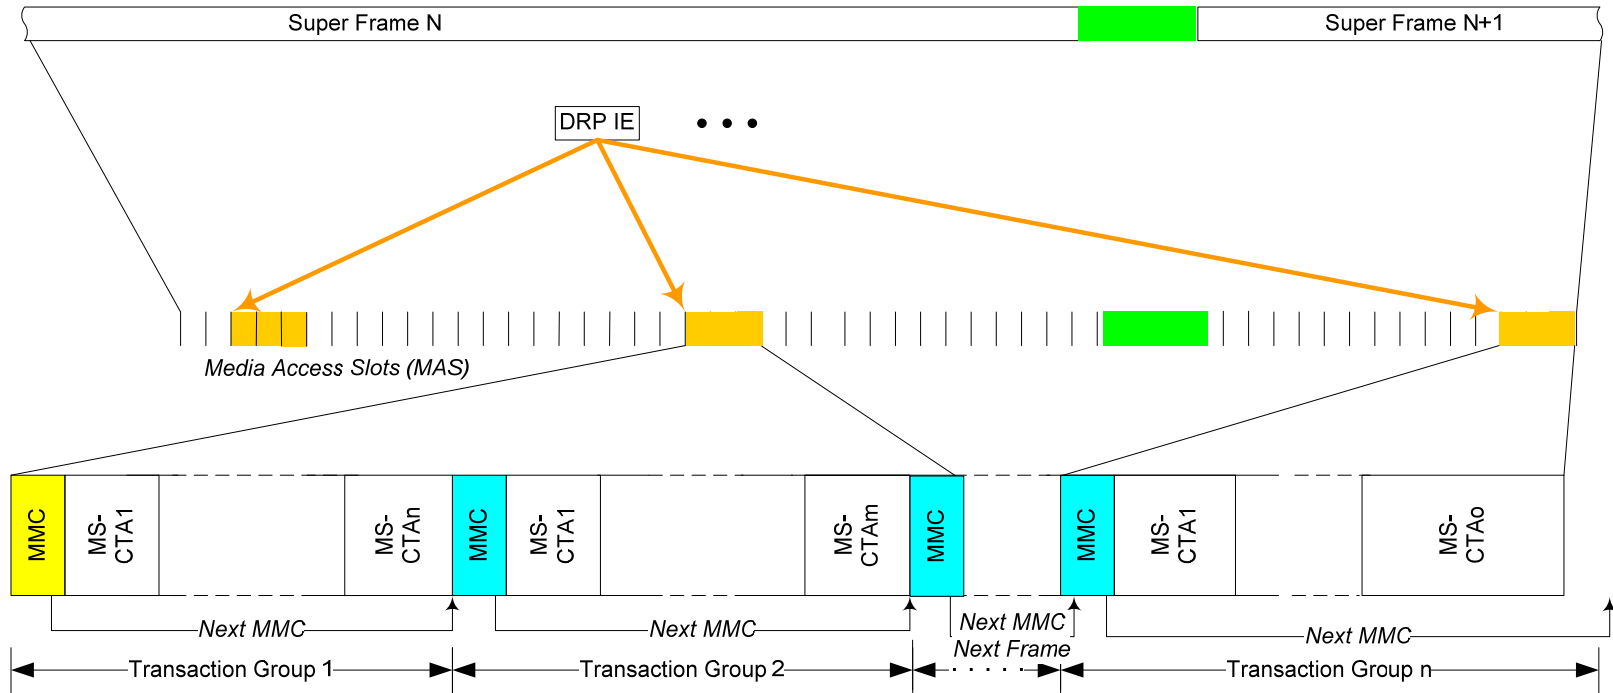 Super Frame N
Super Frame N+1
DRP IE
Media Access Slots (MAS)
MMC
MS-
CTA1
MS-
CTAn
MMC
MS-
CTA1
MS-
CTAm
MMC
MMC
MS-
CTA1
MS-
CTAo
Next MMC
Next MMC
Next MMC
Next Frame
Next MMC
Transaction Group 1
Transaction Group 2
Transaction Group n